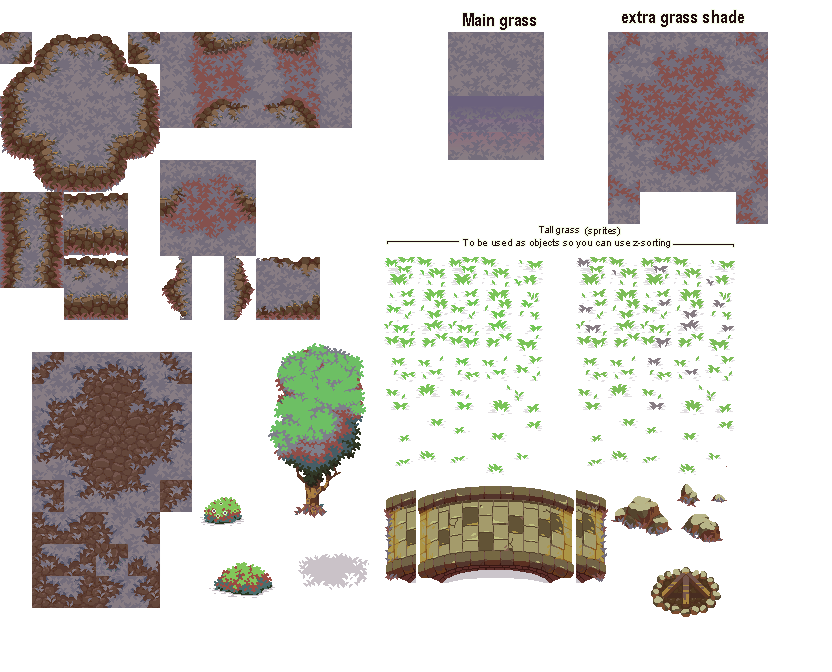 Main grass
extra grass shade
Tall grass (sprites)
To be used as objects so you can use z-sorting